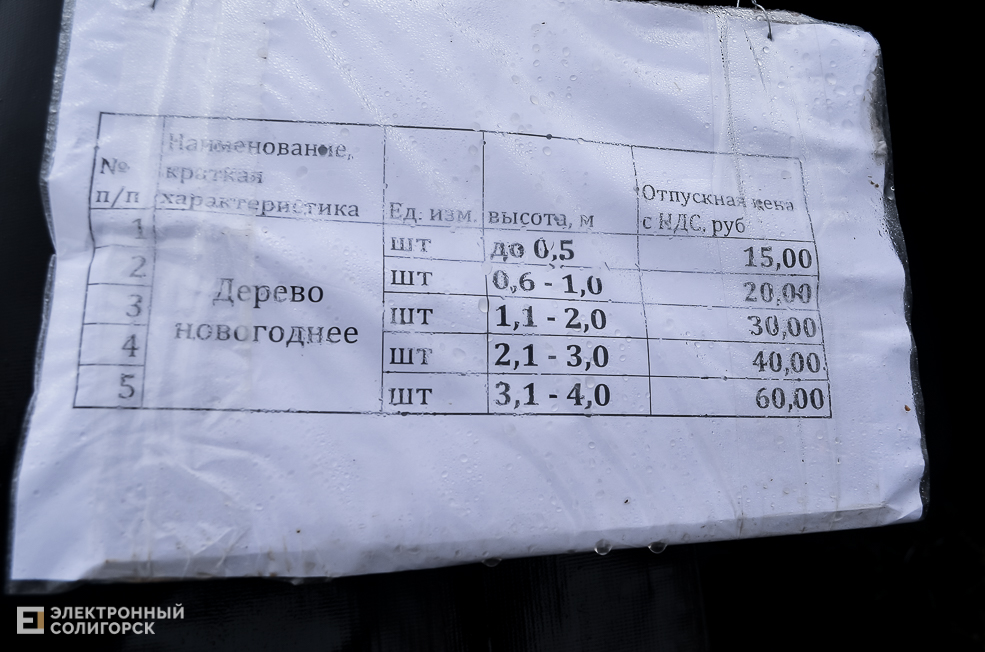 № п/п Наименование, краткая характеристика Ед. изм. высота, м Отпускная цена с НДС, руб
1 Дерево новогоднее шт до 0,5 15,00
2 шт 0,6 - 1,0 20,00
3 шт 1,1 - 2,0 30,00
4 шт 2,1 - 3,0 40,00
5 шт 3,1 - 4,0 60,00
ЭЛЕКТРОННЫЙ
СОЛИГОРСК